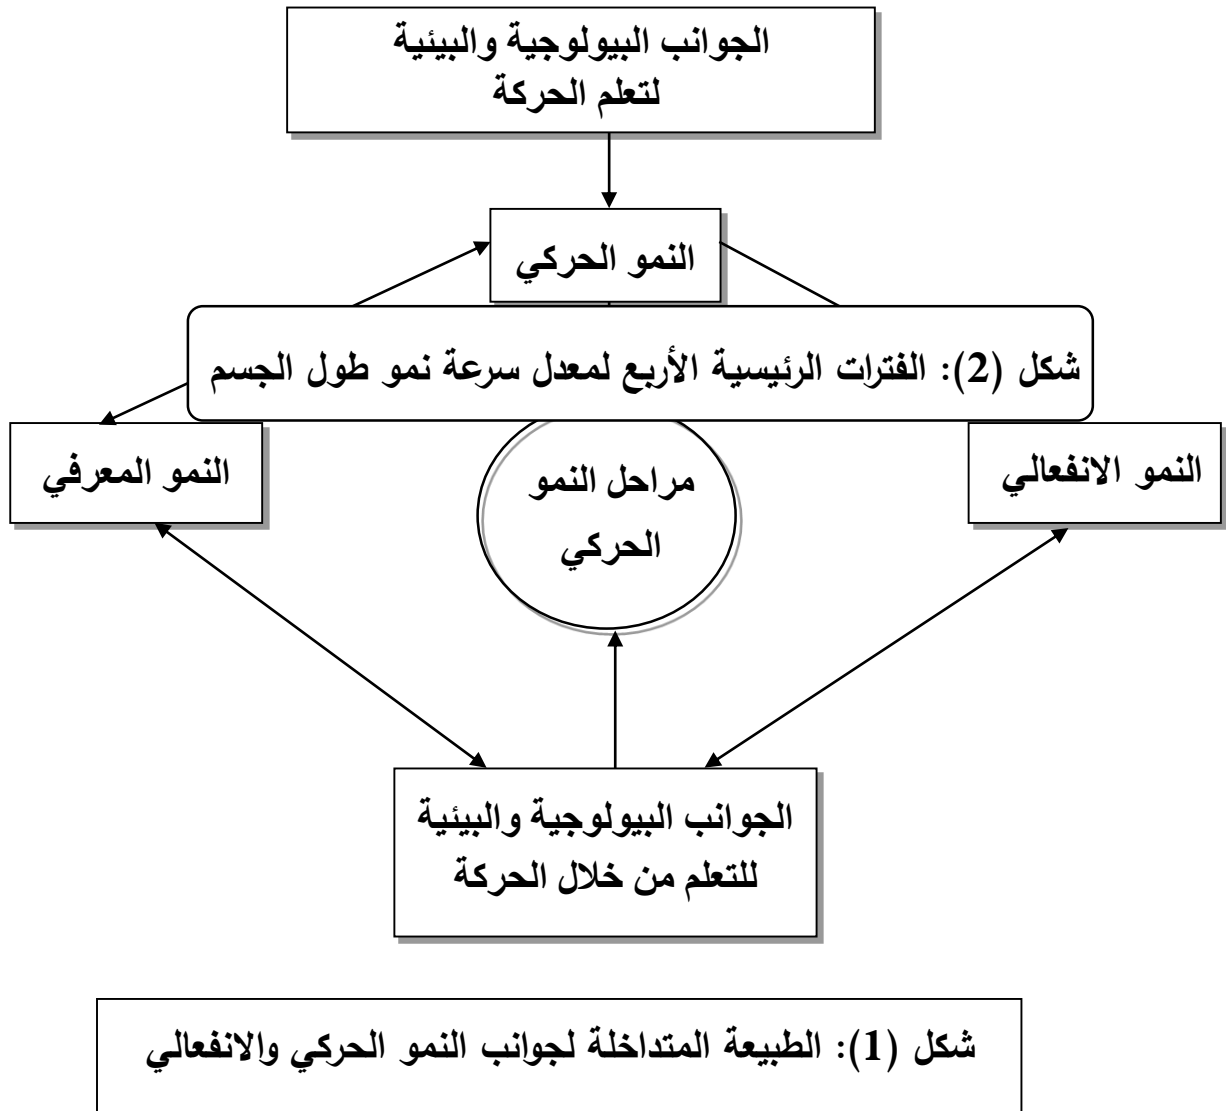 الجوانب البيولوجية والبيئية
لتعلم الحركة
النمو الحركي
شكل (2): الفترات الرئيسية الأربع لمعدل سرعة نمو طول الجسم
النمو الانفعالي
مراحل النمو
الحركي
النمو المعرفي
الجوانب البيولوجية والبيئية
للتعلم من خلال الحركة
شكل (1): الطبيعة المتداخلة لجوانب النمو الحركي والانفعالي